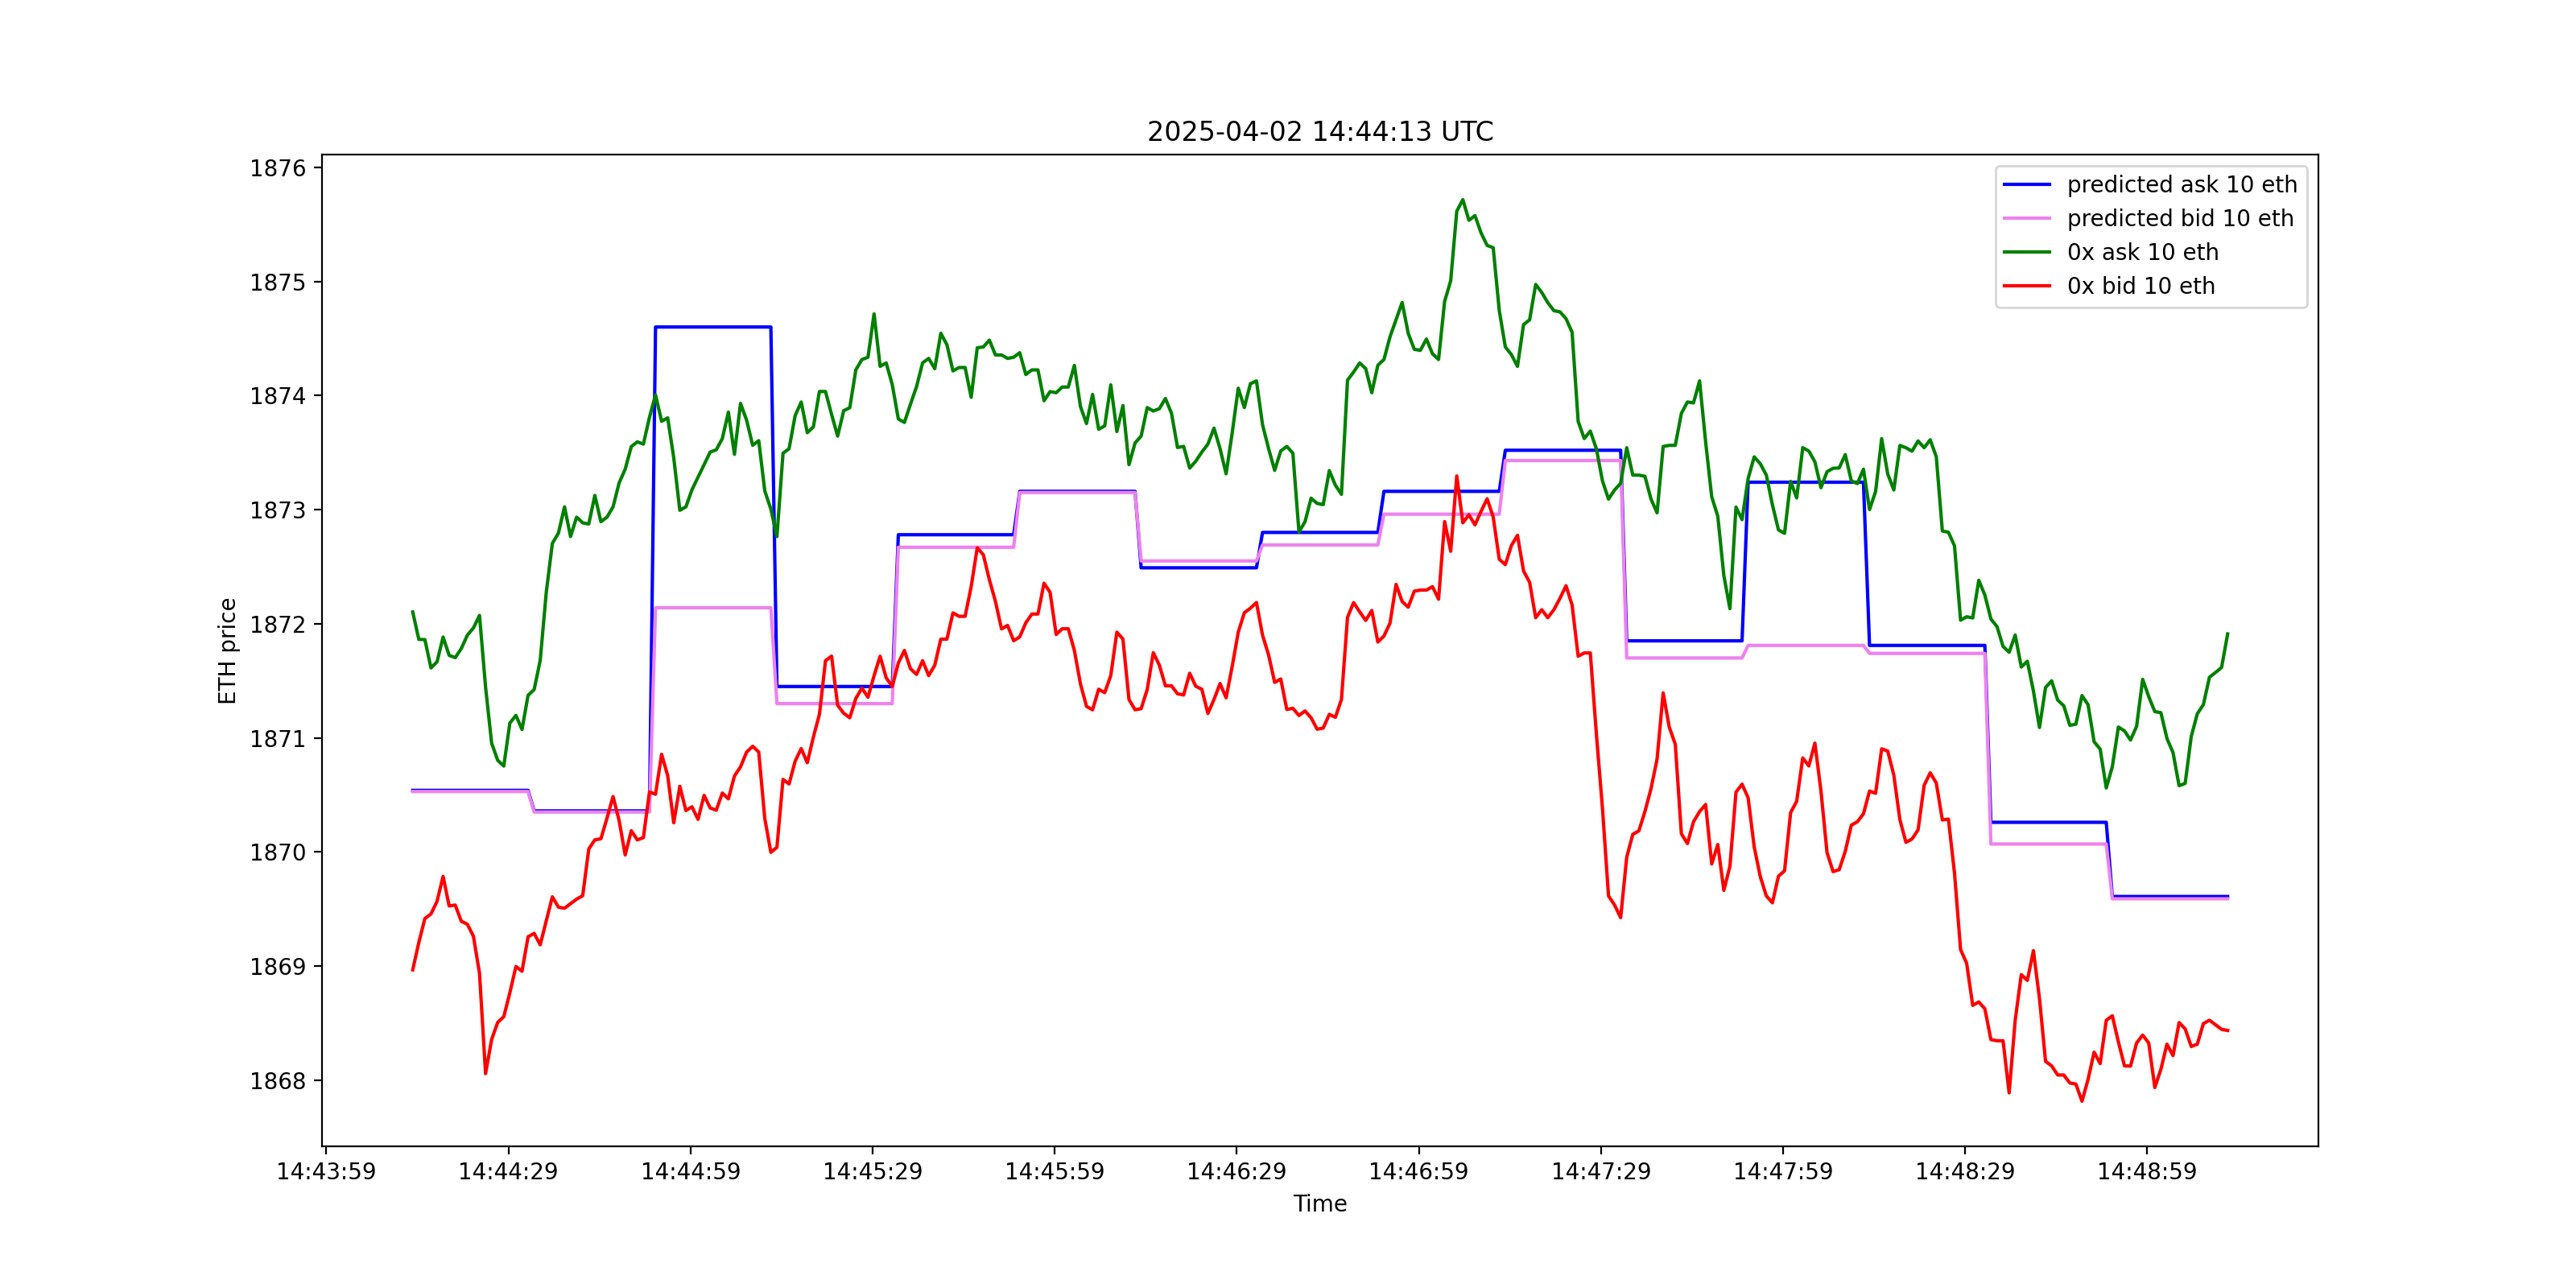 2025-04-02 14:44:13 UTC
1876
1875
1874
1873
1872
1871
1870
1869
1868
ETH price
predicted ask 10 eth
predicted bid 10 eth
0x ask 10 eth
0x bid 10 eth
14:43:59 14:44:29 14:44:59 14:45:29 14:45:59 14:46:29 14:46:59 14:47:29 14:47:59 14:48:29 14:48:59
Time